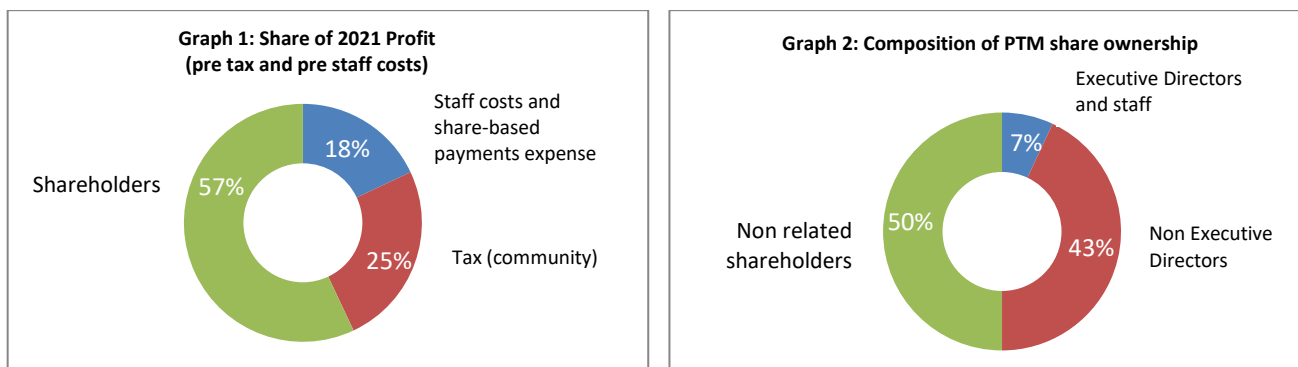 Graph 1: Share of 2021 Profit
(pre tax and pre staff costs)
Staff costs and
share-based
payments expense
18%
Shareholders
57%
25%
Tax (community)
Graph 2: Composition of PTM share ownership
Executive Directors
and staff
7%
50%
Non related
shareholders
43%
Non Executive
Directors